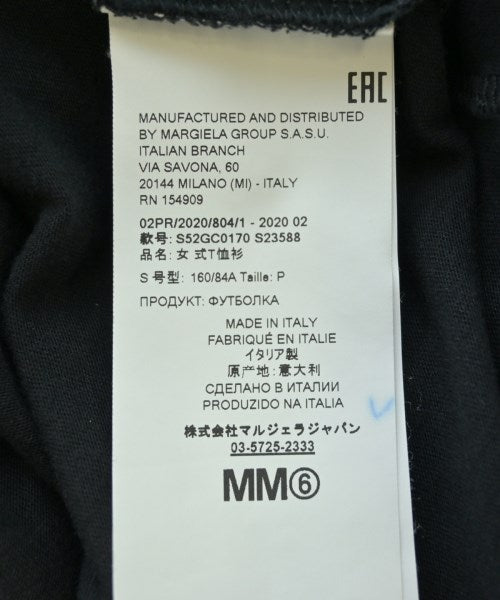 EAC
MANUFACTURED AND DISTRIBUTED
BY MARGIELA GROUP S.A.S.U.
ITALIAN BRANCH
VIA SAVONA, 60
20144 MILANO (MI) - ITALY
RN 154909
02PR/2020/804/1 - 2020 02
款号: S52GC0170 S23588
品名: 女 式T恤衫
S 号型: 160/84A Taille: P
ПРОДУКТ: ФУТБОЛКА
MADE IN ITALY
FABRIQUÉ EN ITALIE
イタリア製
原产地: 意大利
СДЕЛАНО В ИТАЛИИ
PRODUZIDO NA ITALIA
株式会社マルジェラジャパン
03-5725-2333
MM⑥